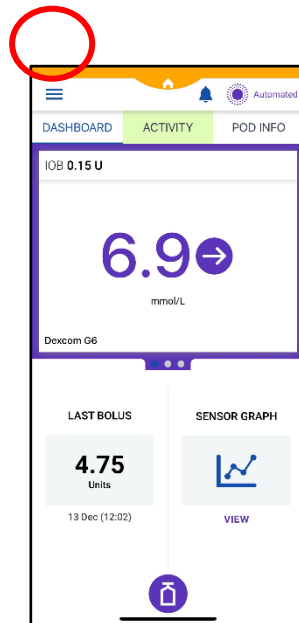 Automated
DASHBOARD ACTIVITY POD INFO
IOB 0.15 U
6.9
mmol/L
Dexcom G6
LAST BOLUS SENSOR GRAPH
4.75
Units
13 Dec (12:02) VIEW